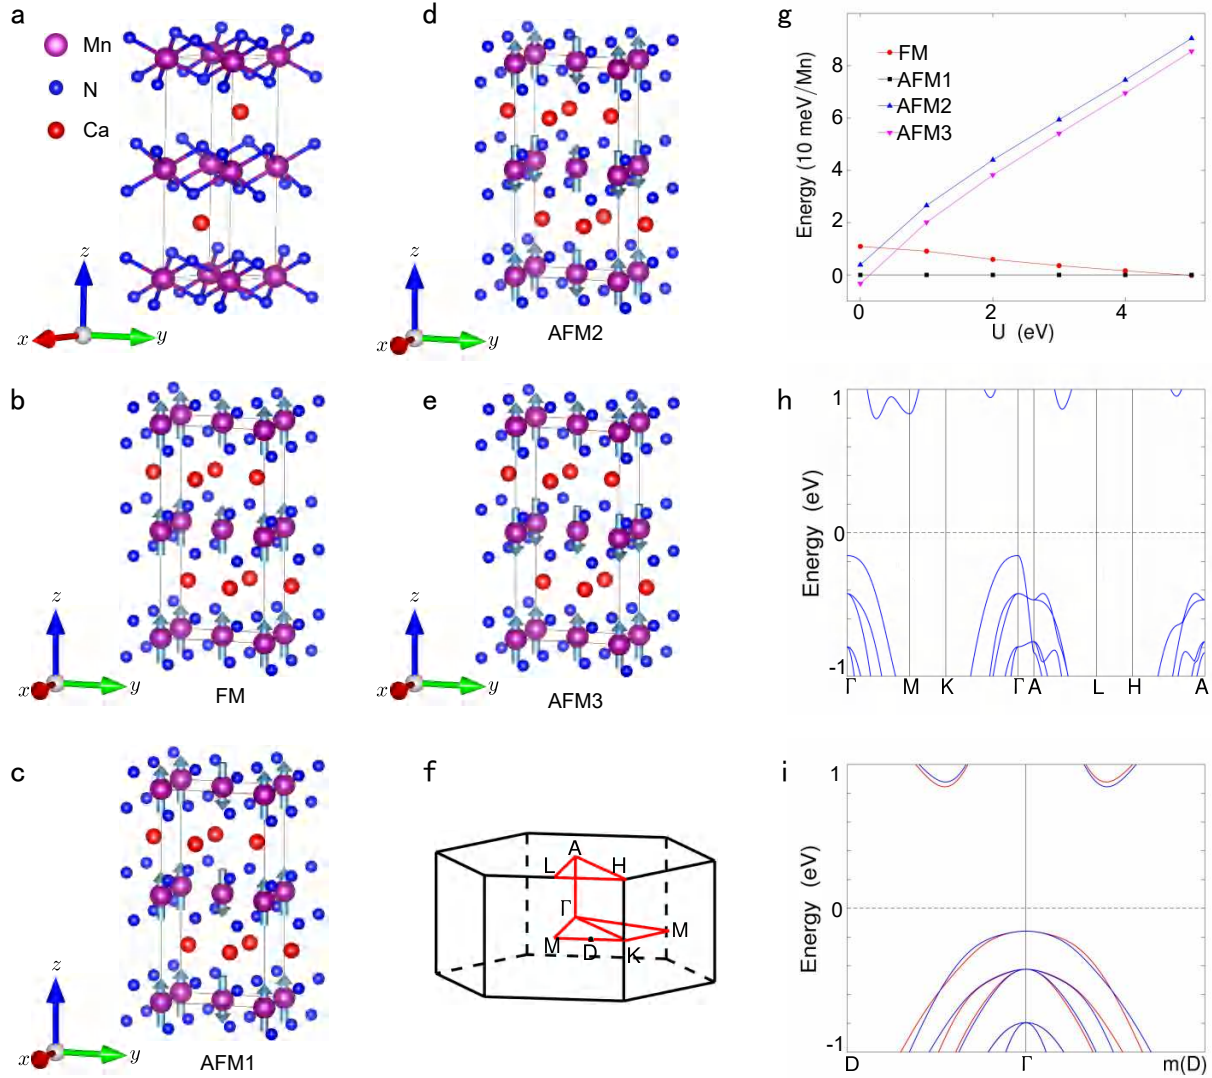 a
Mn
N
Ca
z
x
y
b
z
x
y
FM
c
z
x
y
AFM1
d
z
x
y
AFM2
e
z
x
y
AFM3
f
A
L
H
Γ
M
D
K
M
g
Energy (10 meV/Mn)
8
6
4
2
0
FM
AFM1
AFM2
AFM3
0
2
4
U (eV)
h
Energy (eV)
1
0
-1
Γ M K Γ A L H A
i
Energy (eV)
1
0
-1
D Γ m(D)